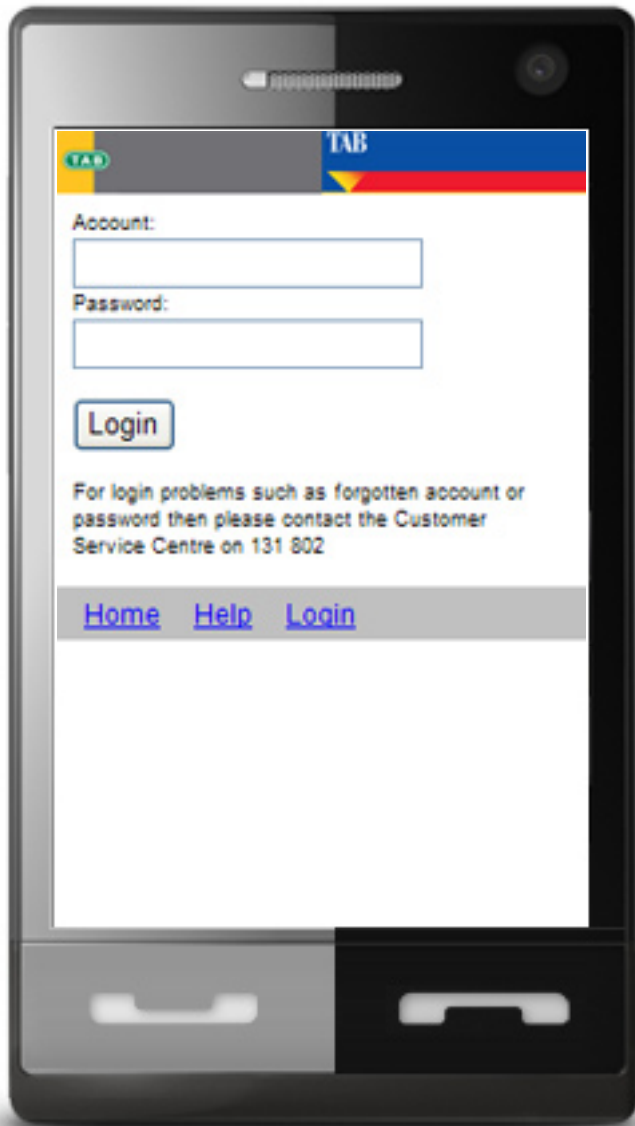 TAB
TAB
Account:
Password:
Login
For login problems such as forgotten account or
password then please contact the Customer
Service Centre on 131 802
Home Help Login